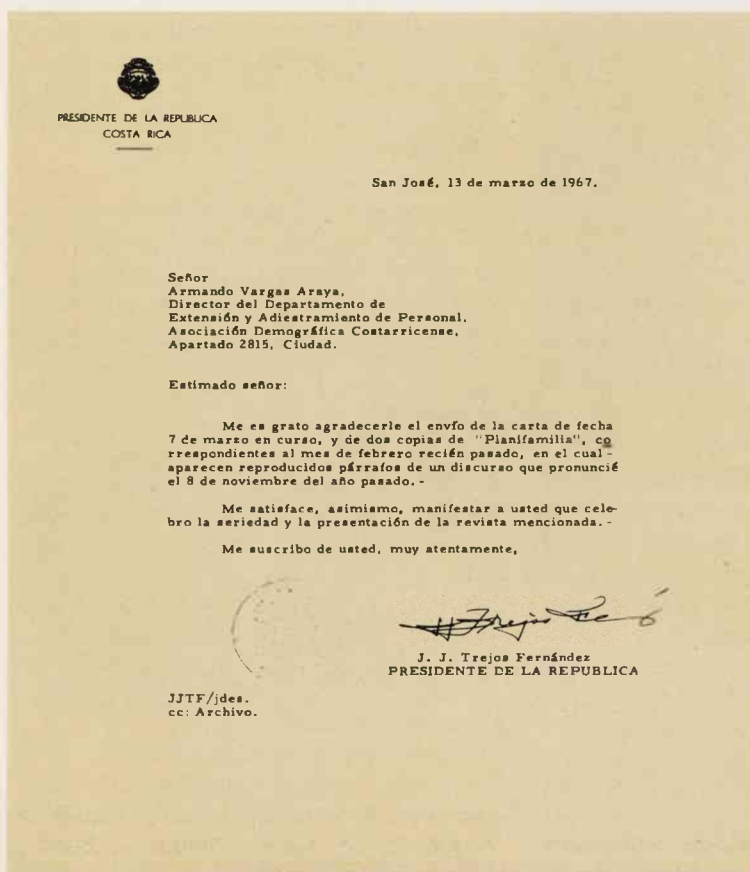 PRESIDENTE DE LA REPUBLICA
COSTA RICA
San José, 13 de marzo de 1967.
Señor
Armando Vargas Araya,
Director del Departamento de
Extensión y Adiestramiento de Personal,
Asociación Demográfica Costarricense,
Apartado 2815, Ciudad.
Estimado señor:
Me es grato agradecerle el envío de la carta de fecha
7 de marzo en curso, y de dos copias de "Planifamilia", co
rrespondientes al mes de febrero recién pasado, en el cual -
aparecen reproducidos párrafos de un discurso que pronuncié
el 8 de noviembre del año pasado. -
Me satisface, asimismo, manifestar a usted que cele-
bro la seriedad y la presentación de la revista mencionada. -
Me suscribo de usted, muy atentamente,
J. J. Trejos Fernández
PRESIDENTE DE LA REPUBLICA
JJTF/jdes.
cc: Archivo.